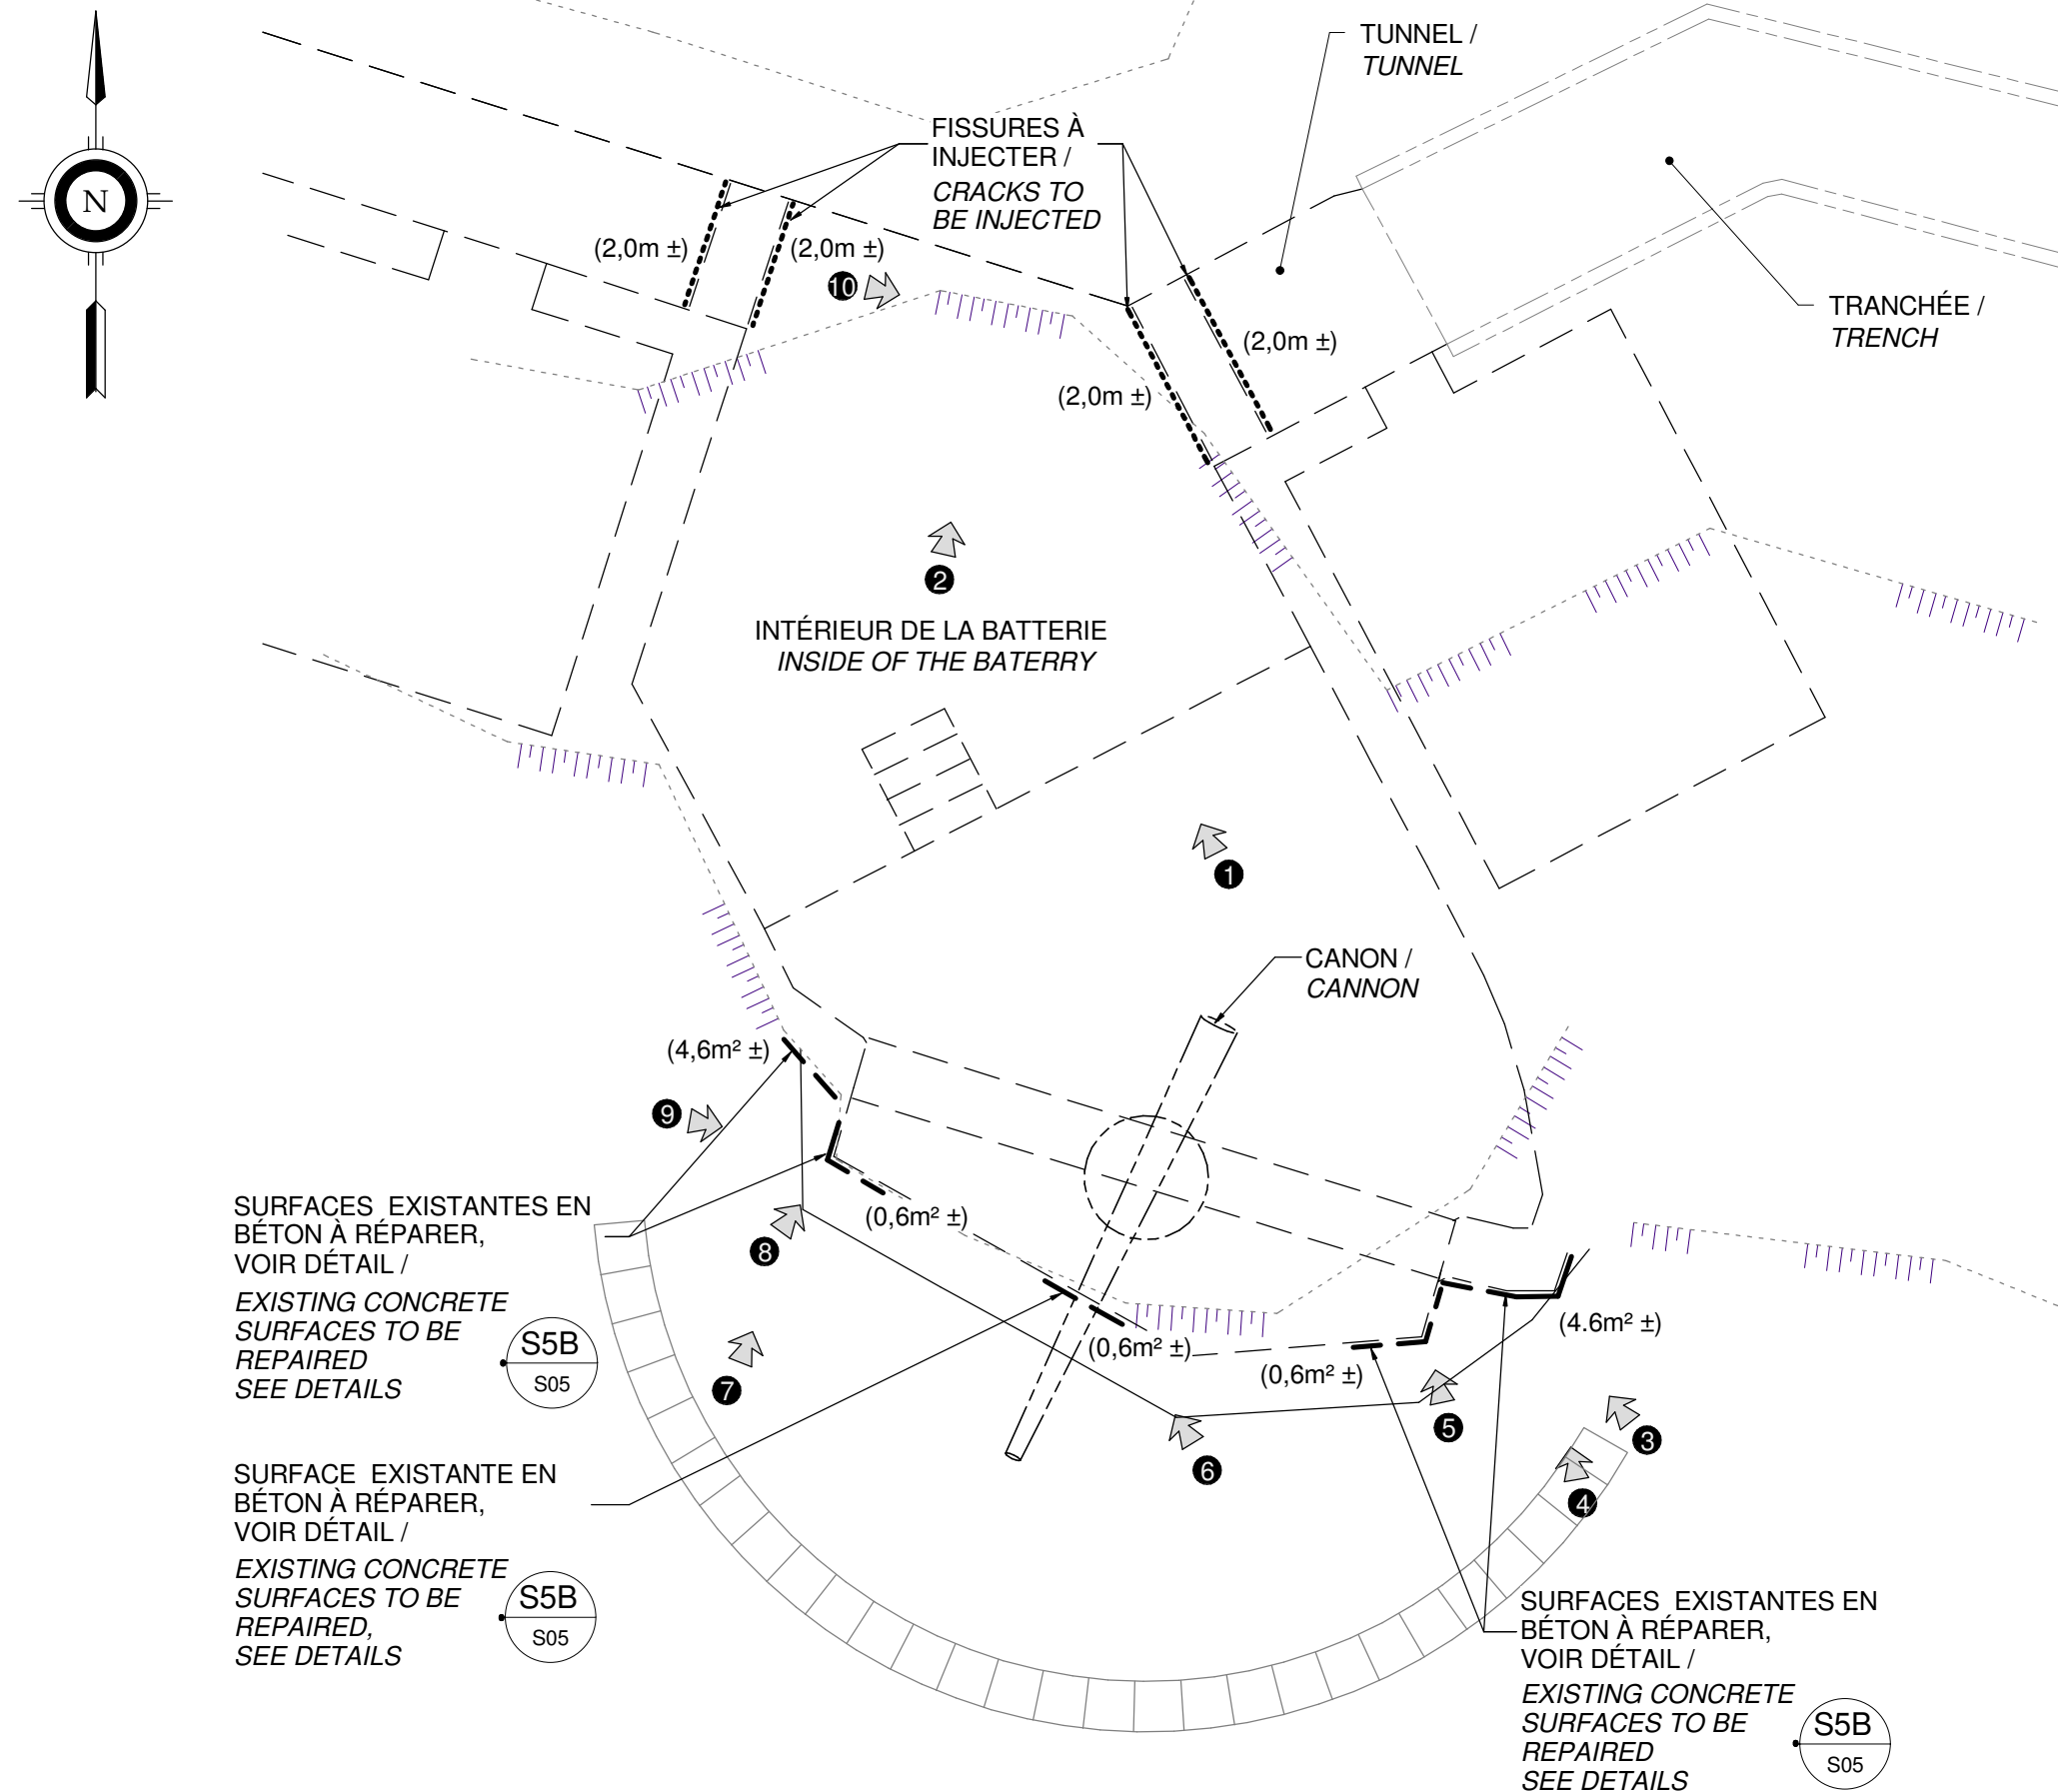 TUNNEL /
TUNNEL
FISSURES À
INJECTER /
CRACKS TO
BE INJECTED
N
(2,0m ±)
(2,0m ±)
10
(2,0m ±)
(2,0m ±)
TRANCHÉE /
TRENCH
2
INTÉRIEUR DE LA BATTERIE
INSIDE OF THE BATERRY
1
CANON /
CANNON
(4,6m² ±)
9
SURFACES EXISTANTES EN
BÉTON À RÉPARER,
VOIR DÉTAIL /
EXISTING CONCRETE
SURFACES TO BE
REPAIRED
SEE DETAILS
S5B
S05
8
(0,6m² ±)
(0,6m² ±)
(0,6m² ±)
(4.6m² ±)
7
5
3
6
4
SURFACE EXISTANTE EN
BÉTON À RÉPARER,
VOIR DÉTAIL /
EXISTING CONCRETE
SURFACES TO BE
REPAIRED,
SEE DETAILS
S5B
S05
SURFACES EXISTANTES EN
BÉTON À RÉPARER,
VOIR DÉTAIL /
EXISTING CONCRETE
SURFACES TO BE
REPAIRED
SEE DETAILS
S5B
S05